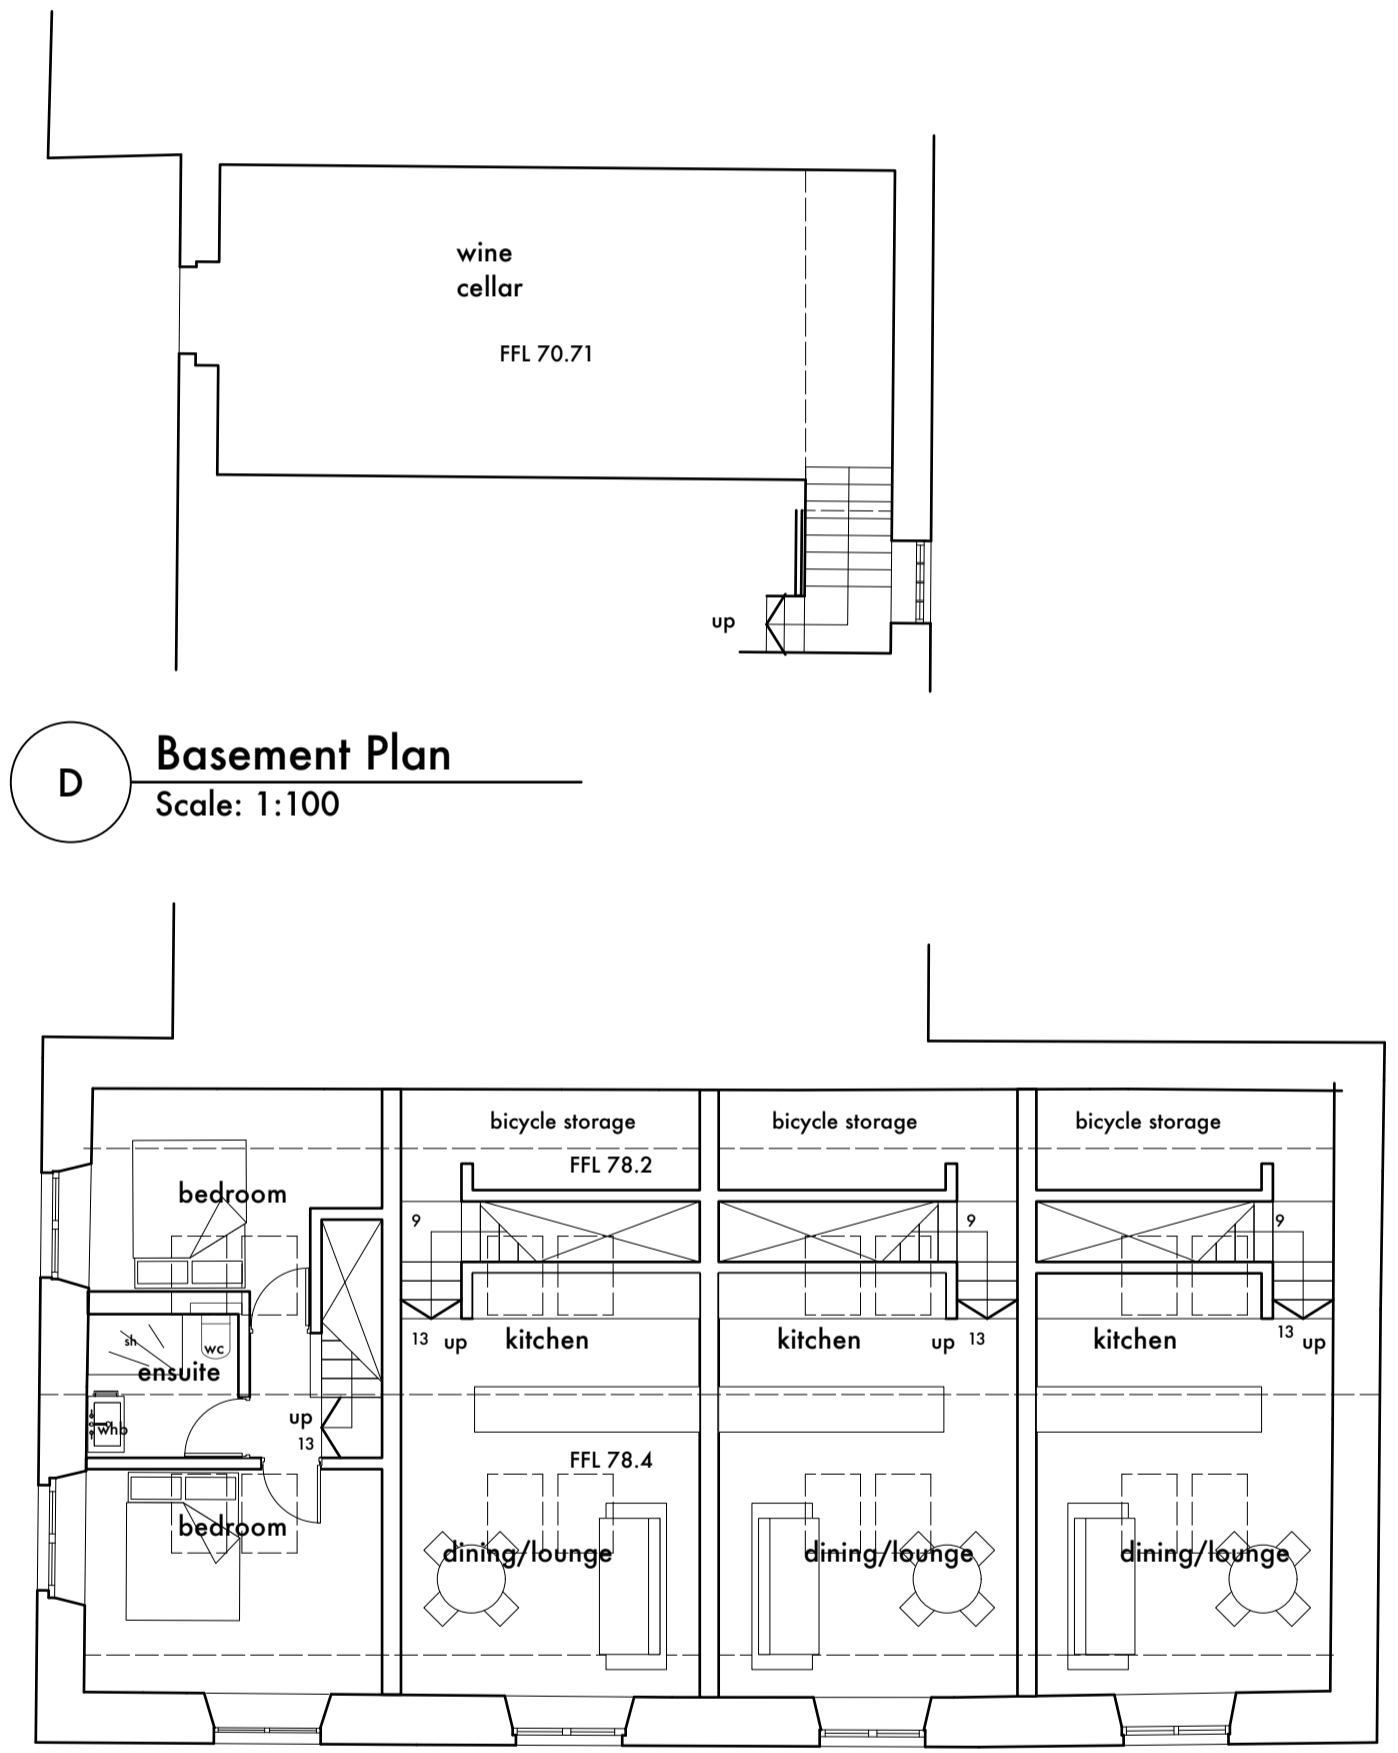 wine
cellar
FFL 70.71
up
D
Basement Plan
Scale: 1:100
bicycle storage
bicycle storage
bicycle storage
FFL 78.2
bedroom
9
9
9
13
up
kitchen
kitchen
up
13
kitchen
13
up
sh
wc
ensuite
whb
up
13
FFL 78.4
bedroom
dining/lounge
dining/lounge
dining/lounge